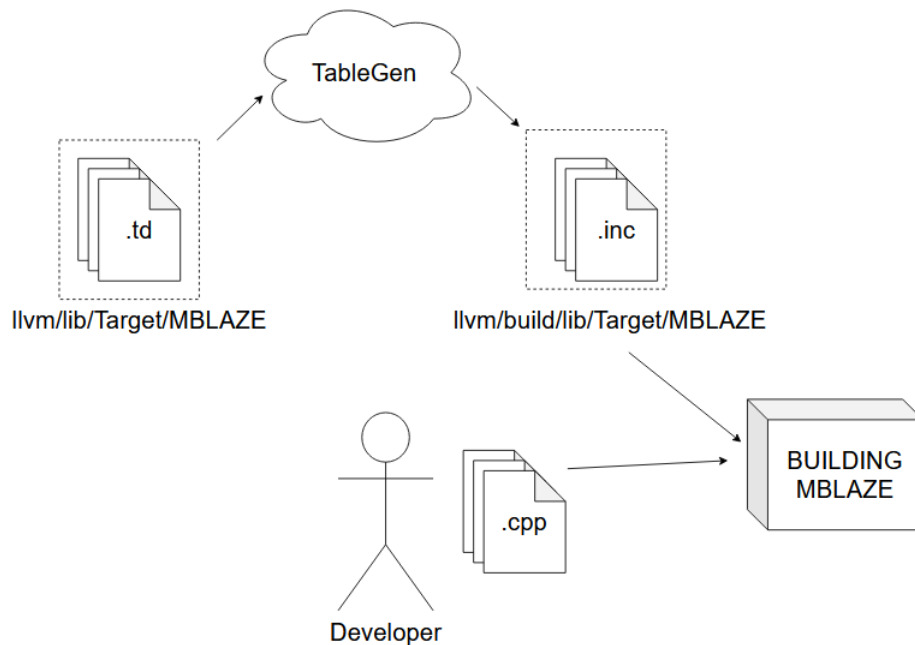 TableGen
.td
.inc
llvm/lib/Target/MBLAZE
llvm/build/lib/Target/MBLAZE
BUILDING
MBLAZE
.cpp
Developer